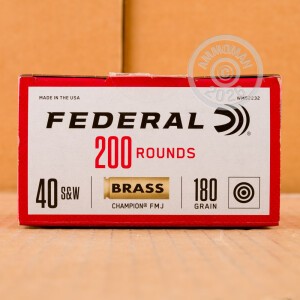 MADE IN THE USA
FEDERAL
200 ROUNDS
40 S&W
BRASS
CHAMPION® FMJ
180
GRAIN